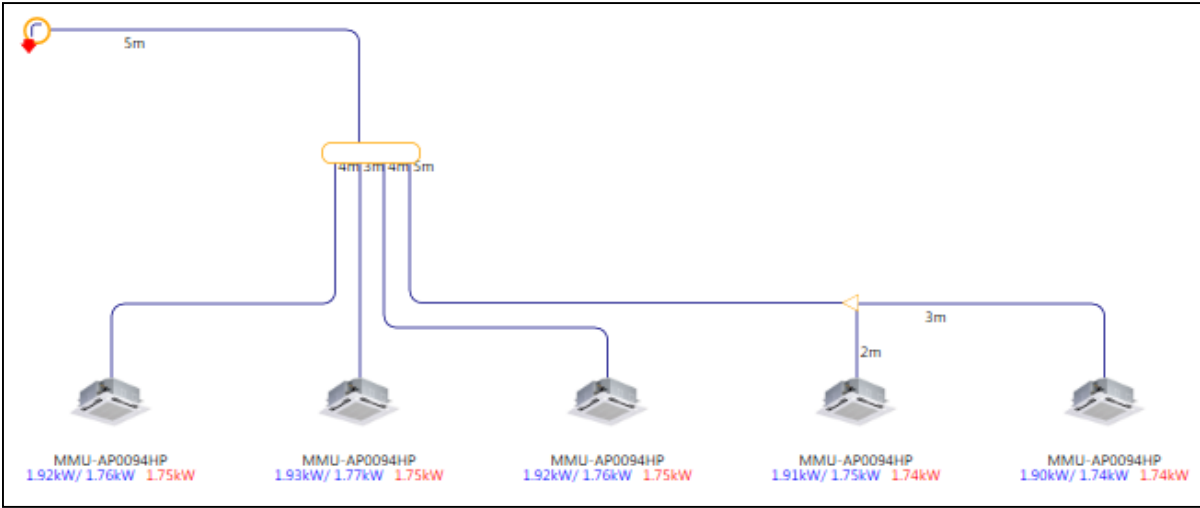 5m
4m 3m 4m 5m
3m
2m
MMU-AP0094HP
1.92kW/ 1.76kW 1.75kW
MMU-AP0094HP
1.93kW/ 1.77kW 1.75kW
MMU-AP0094HP
1.92kW/ 1.76kW 1.75kW
MMU-AP0094HP
1.91kW/ 1.75kW 1.74kW
MMU-AP0094HP
1.90kW/ 1.74kW 1.74kW